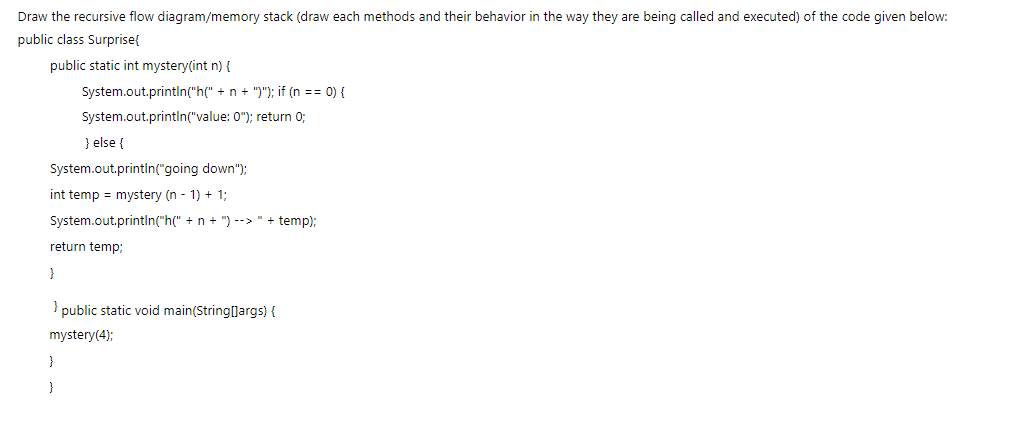 Draw the recursive flow diagram/memory stack (draw each methods and their behavior in the way they are being called and executed) of the code given below:
public class Surprise{
public static int mystery(int n) {
System.out.println("h(" + n + ")"); if (n == 0) {
System.out.println("value: 0"); return 0;
} else {
System.out.println("going down");
int temp = mystery (n - 1) + 1;
System.out.println("h(" + n + ") --> " + temp);
return temp;
}
} public static void main(String[]args) {
mystery(4);
}
}